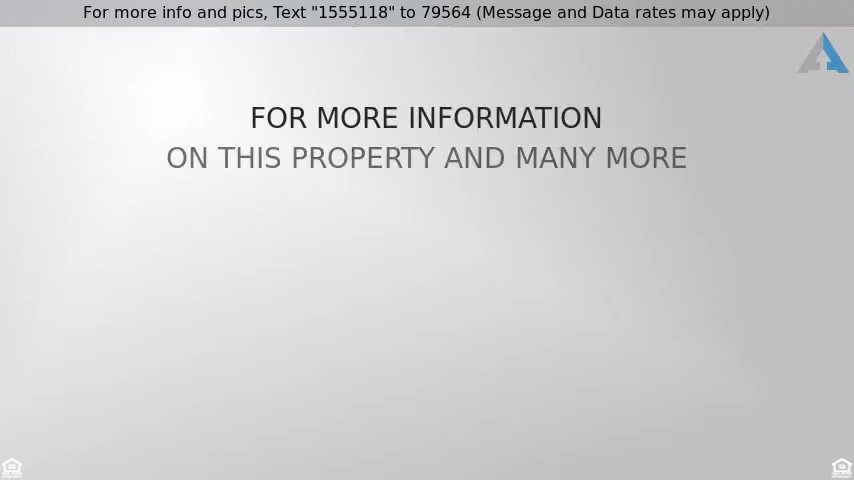 For more info and pics, Text "1555118" to 79564 (Message and Data rates may apply)
FOR MORE INFORMATION
ON THIS PROPERTY AND MANY MORE